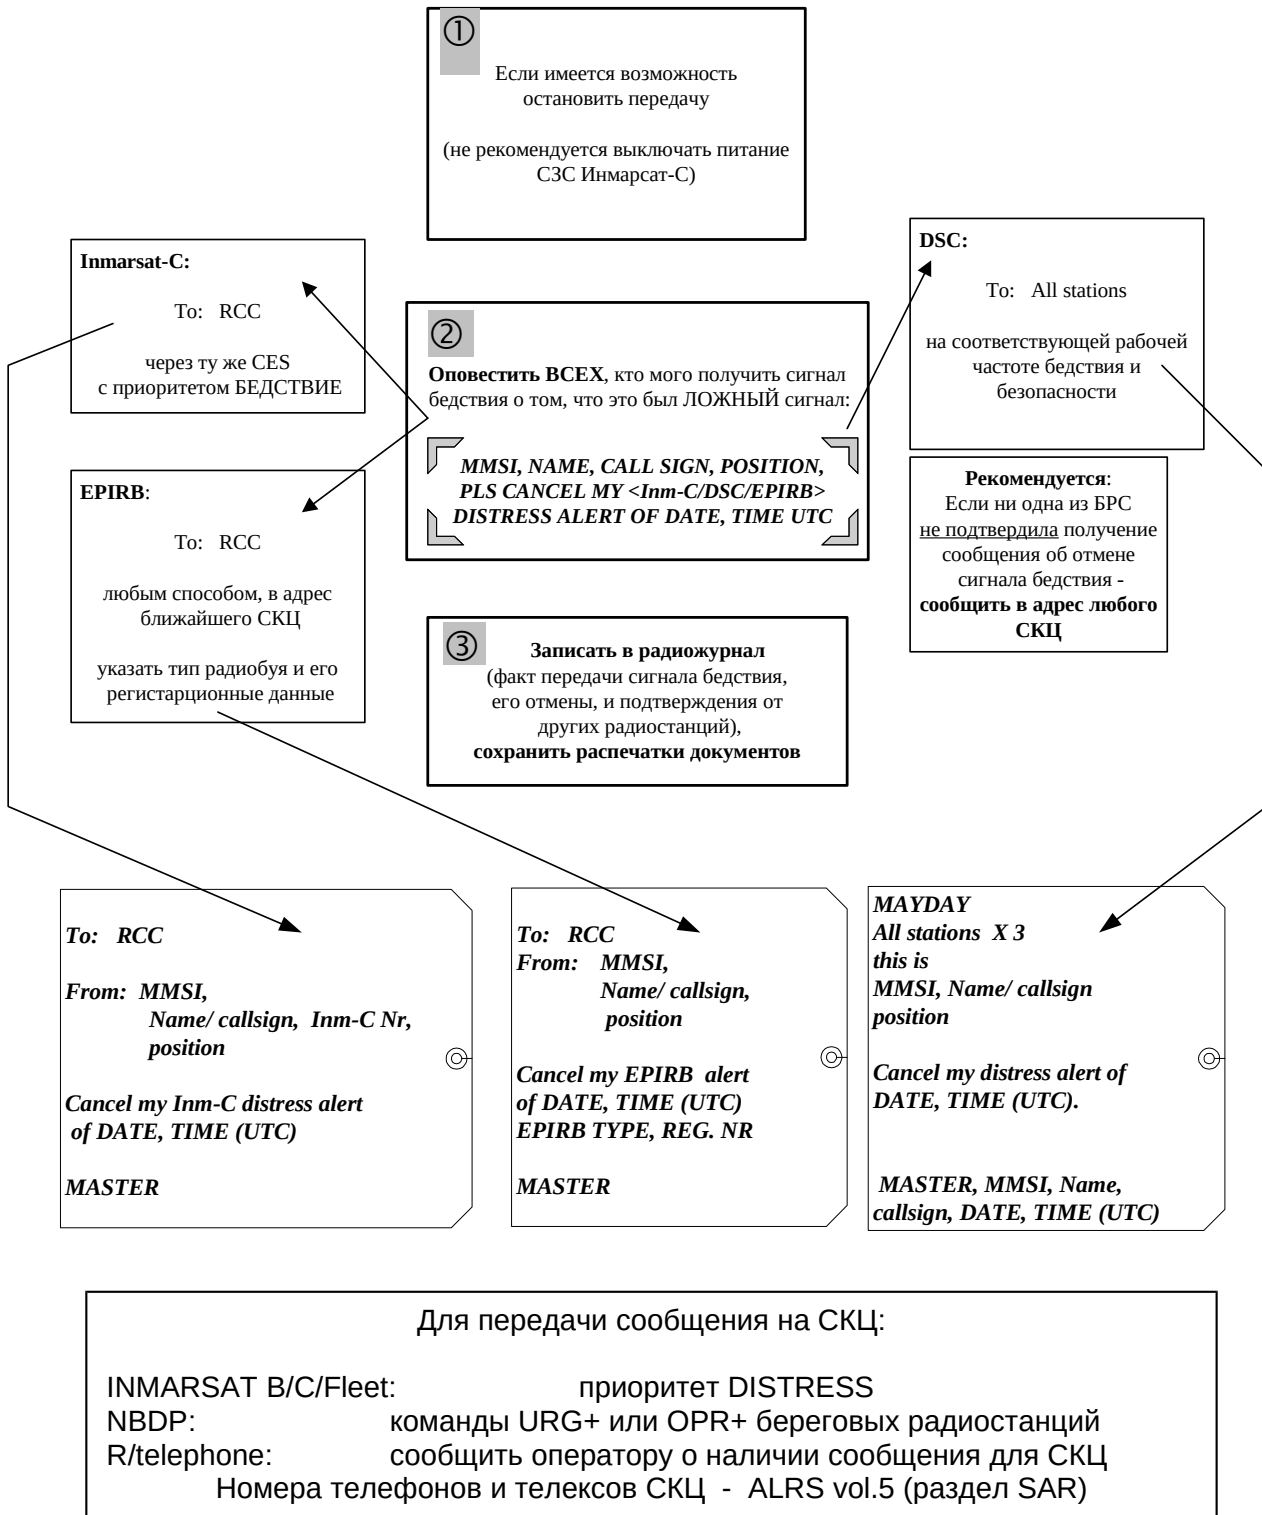 ①
Если имеется возможность
остановить передачу
(не рекомендуется выключать питание
СЗС Инмарсат-С)
Inmarsat-C:
To: RCC
через ту же CES
с приоритетом БЕДСТВИЕ
DSC:
To: All stations
на соответствующей рабочей
частоте бедствия и
безопасности
②
Оповестить ВСЕХ, кто мого получить сигнал
бедствия о том, что это был ЛОЖНЫЙ сигнал:
MMSI, NAME, CALL SIGN, POSITION,
PLS CANCEL MY <Inm-C/DSC/EPIRB>
DISTRESS ALERT OF DATE, TIME UTC
EPIRB:
To: RCC
любым способом, в адрес
ближайшего СКЦ
указать тип радиобуя и его
регистарционные данные
Рекомендуется:
Если ни одна из БРС
не подтвердила получение
сообщения об отмене
сигнала бедствия -
сообщить в адрес любого
СКЦ
③
Записать в радиожурнал
(факт передачи сигнала бедствия,
его отмены, и подтверждения от
других радиостанций),
сохранить распечатки документов
To: RCC
From: MMSI,
Name/ callsign, Inm-C Nr,
position
Cancel my Inm-C distress alert
of DATE, TIME (UTC)
MASTER
To: RCC
From: MMSI,
Name/ callsign,
position
Cancel my EPIRB alert
of DATE, TIME (UTC)
EPIRB TYPE, REG. NR
MASTER
MAYDAY
All stations X 3
this is
MMSI, Name/ callsign
position
Cancel my distress alert of
DATE, TIME (UTC).
MASTER, MMSI, Name,
callsign, DATE, TIME (UTC)
Для передачи сообщения на СКЦ:
INMARSAT B/C/Fleet: приоритет DISTRESS
NBDP: команды URG+ или OPR+ береговых радиостанций
R/telephone: сообщить оператору о наличии сообщения для СКЦ
Номера телефонов и телексов СКЦ - ALRS vol.5 (раздел SAR)